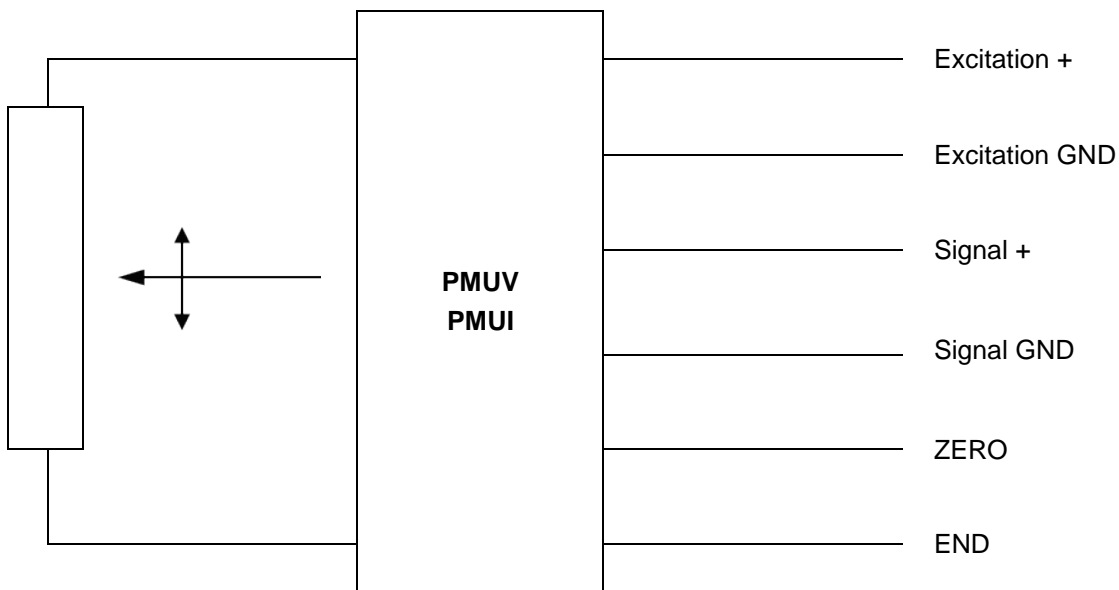 Excitation +
Excitation GND
Signal +
PMUV
PMUI
Signal GND
ZERO
END